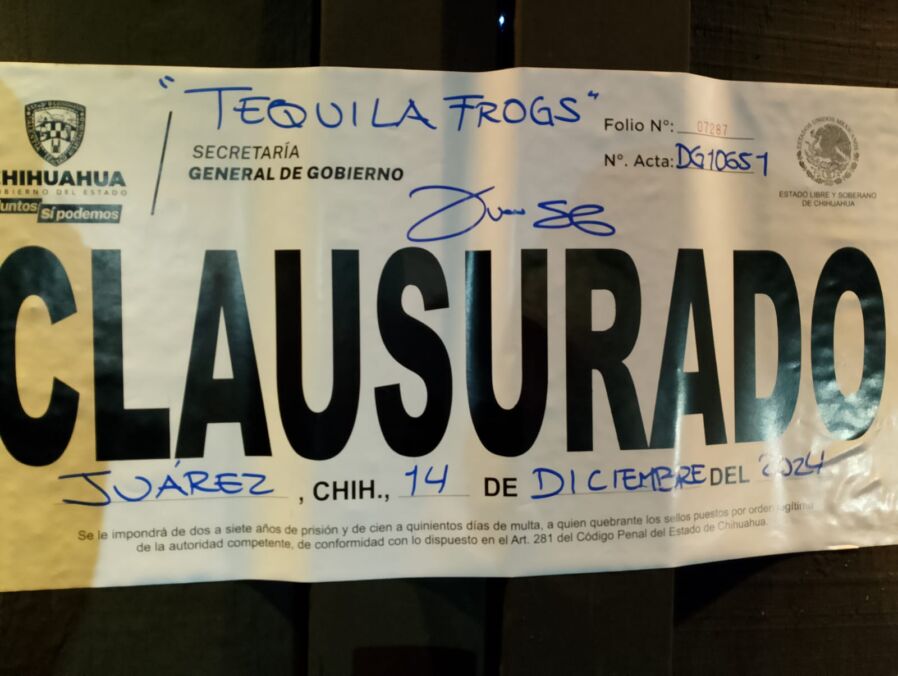 "TEQUILA FROGS"
SECRETARÍA
GENERAL DE GOBIERNO
Folio N°: 07287
N°. Acta: DG10651
CHIHUAHUA
GOBIERNO DEL ESTADO
Juntos Sí podemos
ESTADOS UNIDOS MEXICANOS
ESTADO LIBRE Y SOBERANO
DE CHIHUAHUA
CLAUSURADO
JUÁREZ, CHIH., 14 DE DICIEMBRE DEL 2024
Se le impondrá de dos a siete años de prisión y de cien a quinientos días de multa, a quien quebrante los sellos puestos por orden legítima
de la autoridad competente, de conformidad con lo dispuesto en el Art. 281 del Código Penal del Estado de Chihuahua.